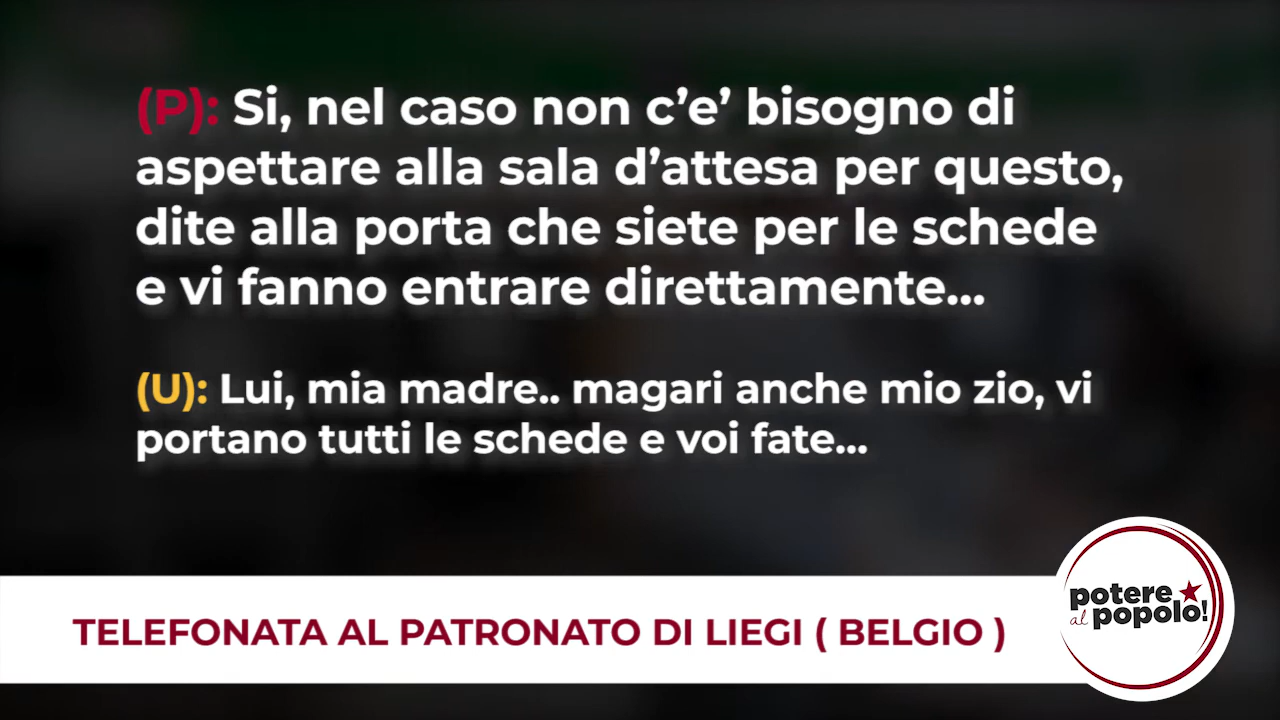 (P): Si, nel caso non c’e’ bisogno di
aspettare alla sala d’attesa per questo,
dite alla porta che siete per le schede
e vi fanno entrare direttamente...
(U): Lui, mia madre.. magari anche mio zio, vi
portano tutti le schede e voi fate...
TELEFONATA AL PATRONATO DI LIEGI ( BELGIO )
potere
al popolo!